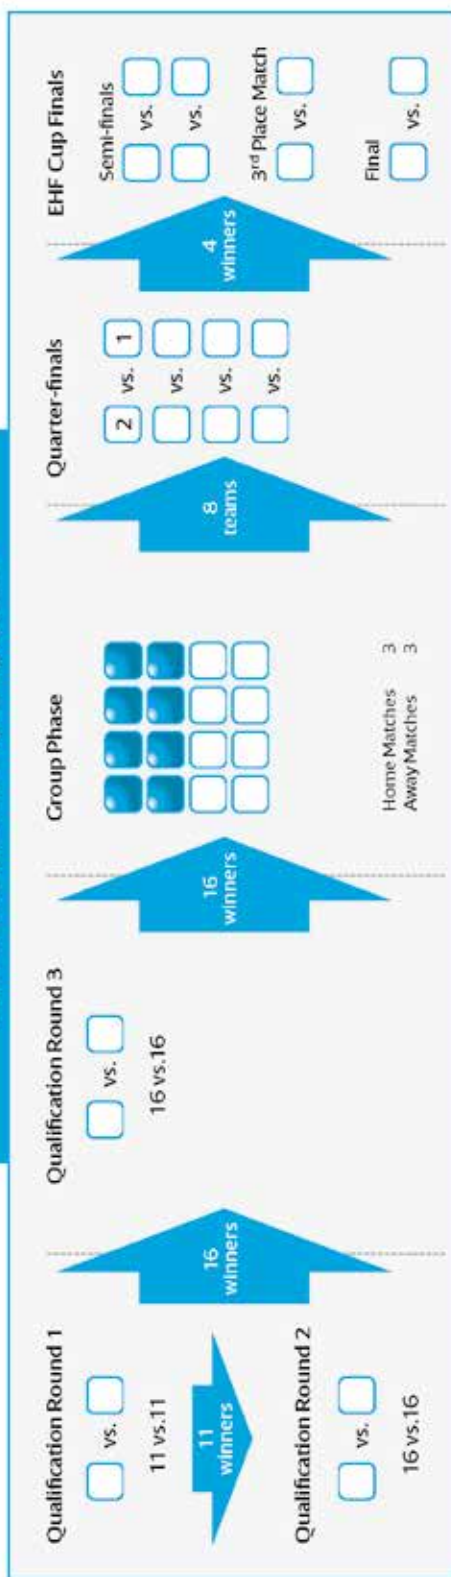 Qualification Round 1
vs.
11 vs.11
11
winners
Qualification Round 2
vs.
16 vs.16
16
winners
Qualification Round 3
vs.
16 vs.16
16
winners
Group Phase
Home Matches 3
Away Matches 3
8
teams
Quarter-finals
2 vs. 1
vs.
vs.
vs.
4
winners
EHF Cup Finals
Semi-finals
vs.
vs.
3rd Place Match
vs.
Final
vs.